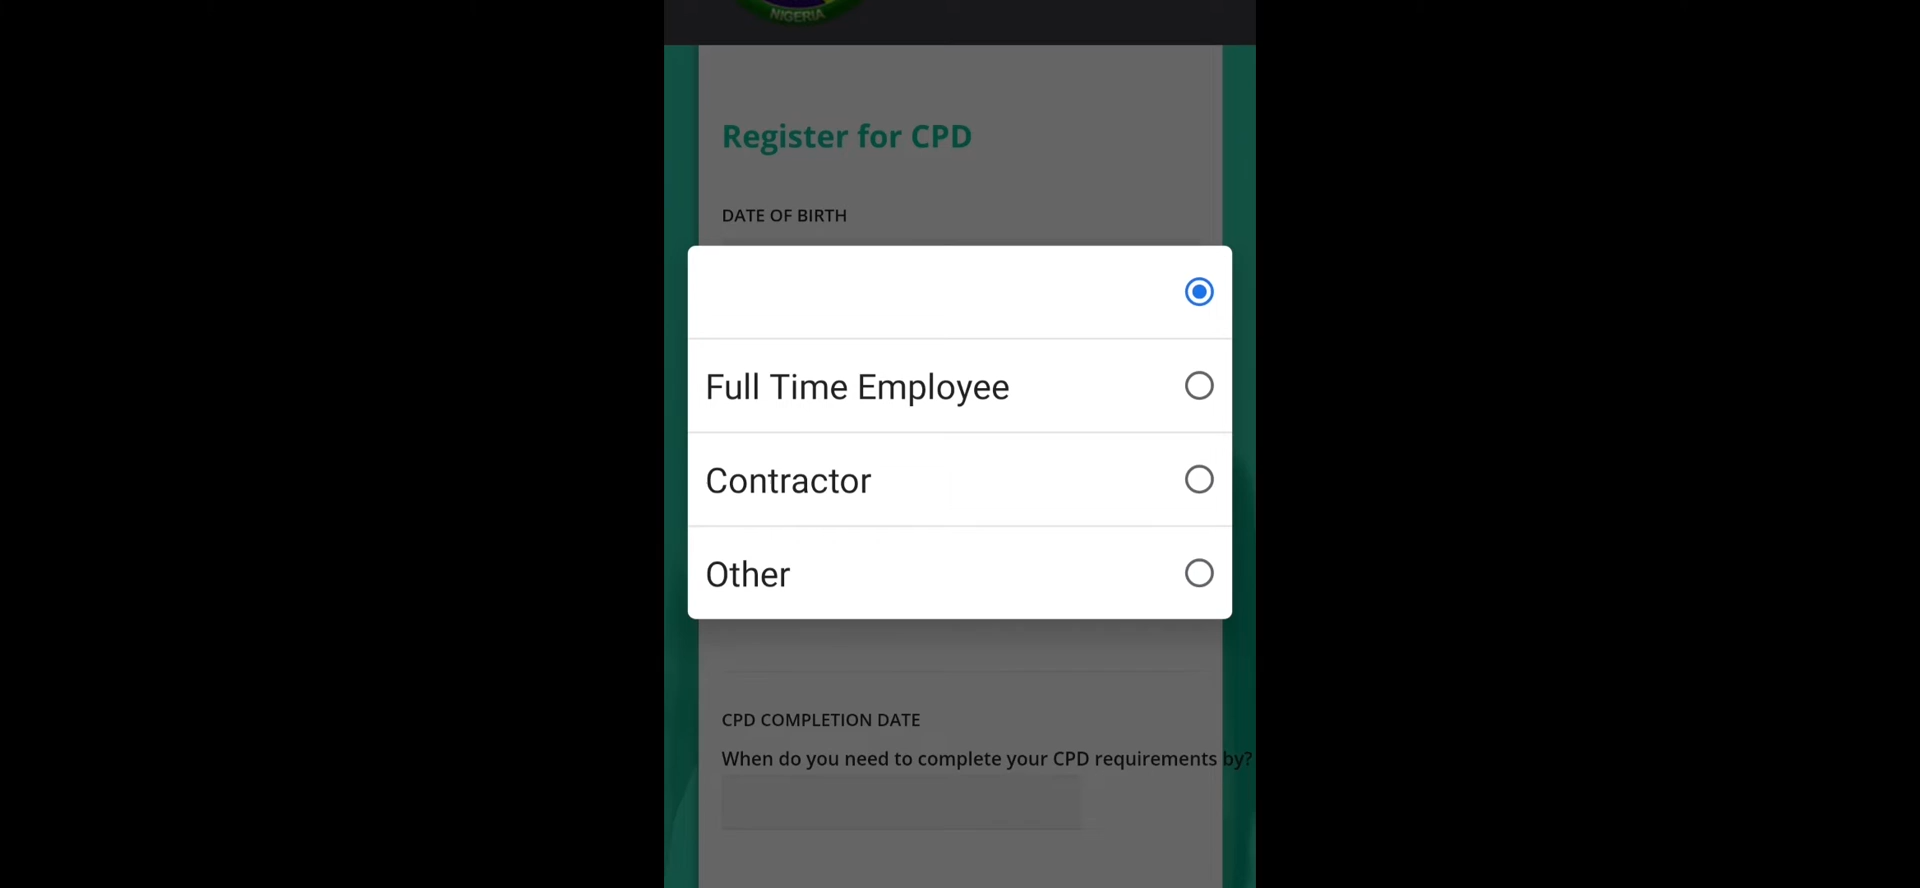 NIGERIA
Register for CPD
DATE OF BIRTH
Full Time Employee
Contractor
Other
CPD COMPLETION DATE
When do you need to complete your CPD requirements by?